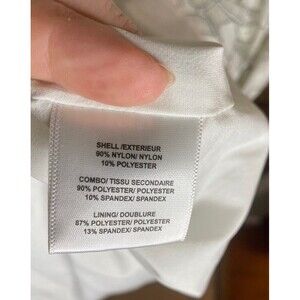 SHELL/EXTERIEUR
90% NYLON/ NYLON
10% POLYESTER
COMBO/ TISSU SECONDAIRE
90% POLYESTER/ POLYESTER
10% SPANDEX/ SPANDEX
LINING/ DOUBLURE
87% POLYESTER/ POLYESTER
13% SPANDEX/ SPANDEX